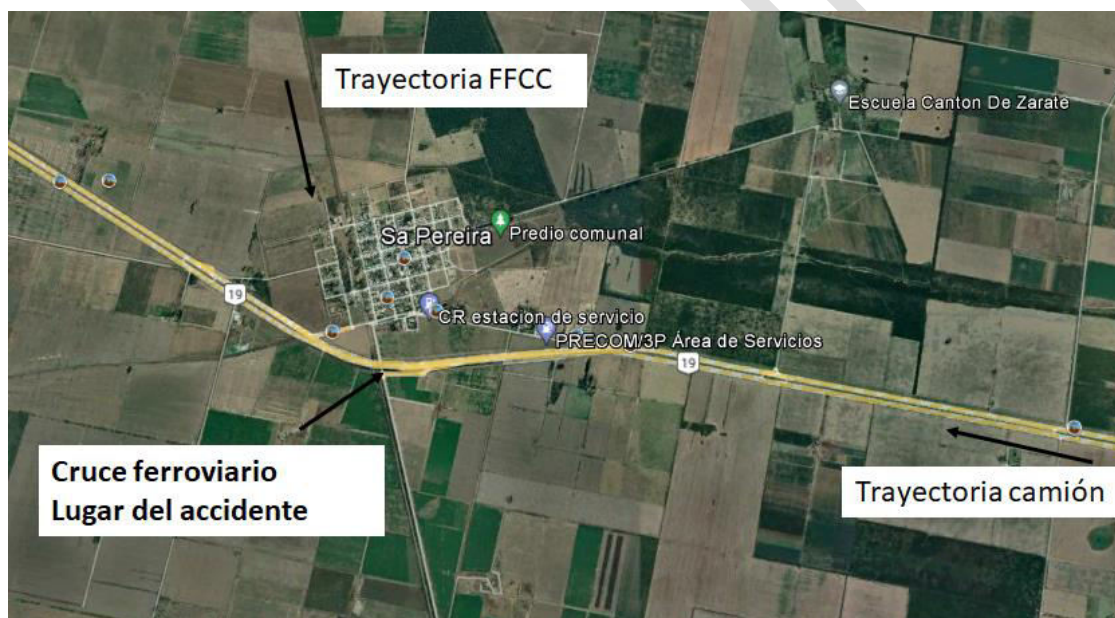 Trayectoria FFCC
Escuela Canton De Zarate
Sa Pereira
Predio comunal
19
CR estacion de servicio
PRECOM/3P Área de Servicios
19
Cruce ferroviario
Lugar del accidente
Trayectoria camión